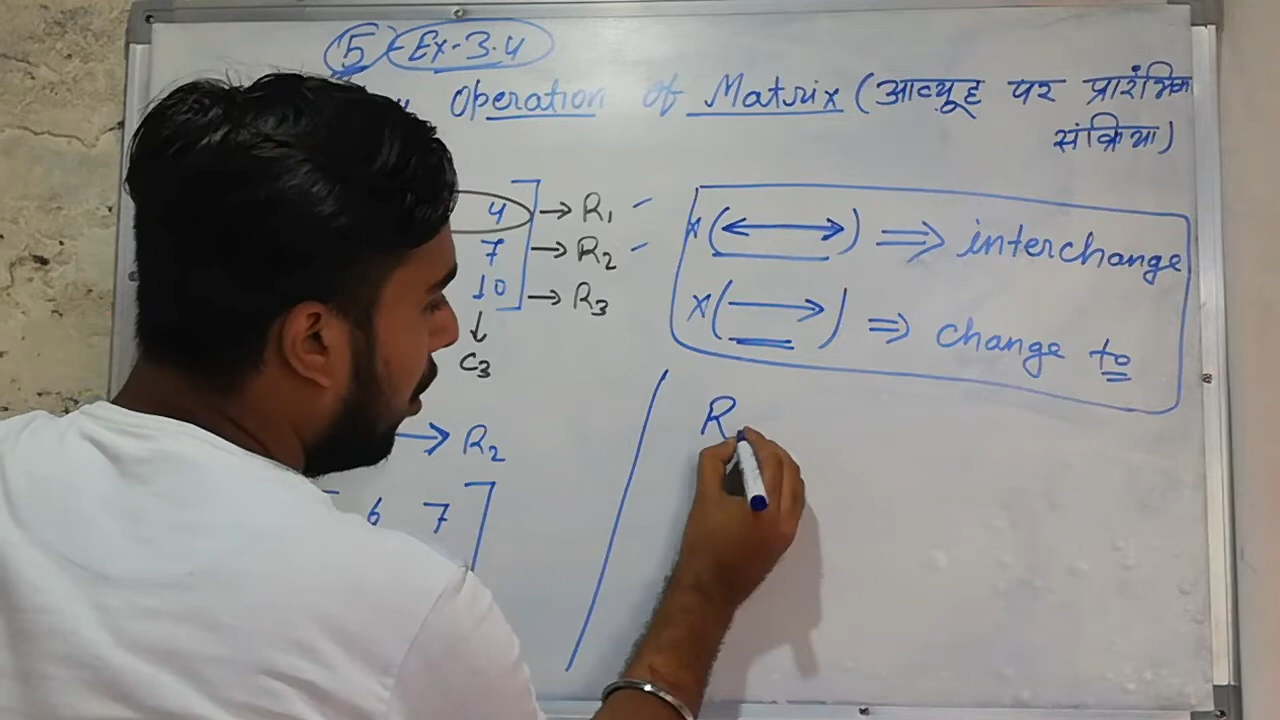 5 Ex-3.4
Operation of Matrix (आव्यूह पर प्रारंभिक
संक्रिया)
4 → R₁
7 → R₂
10 → R₃
↓
C₃
×(↔) ⇒ interchange
×(→) ⇒ change to
→ R₂
6 7
R